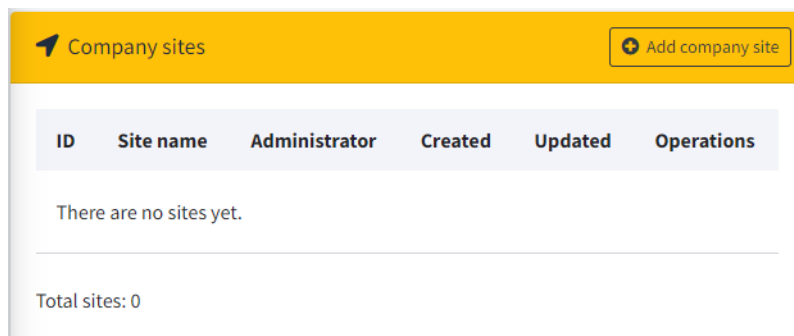 Company sites
Add company site
ID Site name Administrator Created Updated Operations
There are no sites yet.
Total sites: 0